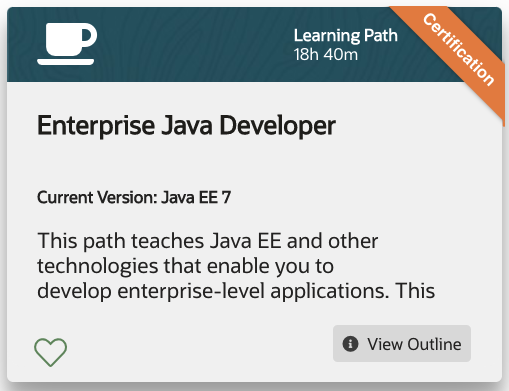 Learning Path
18h 40m
Certification
Enterprise Java Developer
Current Version: Java EE 7
This path teaches Java EE and other
technologies that enable you to
develop enterprise-level applications. This
View Outline